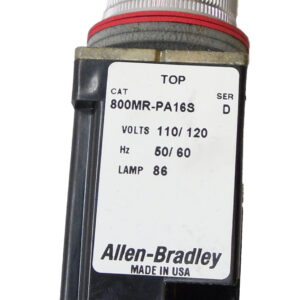 TOP
CAT SER
800MR-PA16S D
VOLTS 110/120
Hz 50/60
LAMP 86
Allen-Bradley
MADE IN USA